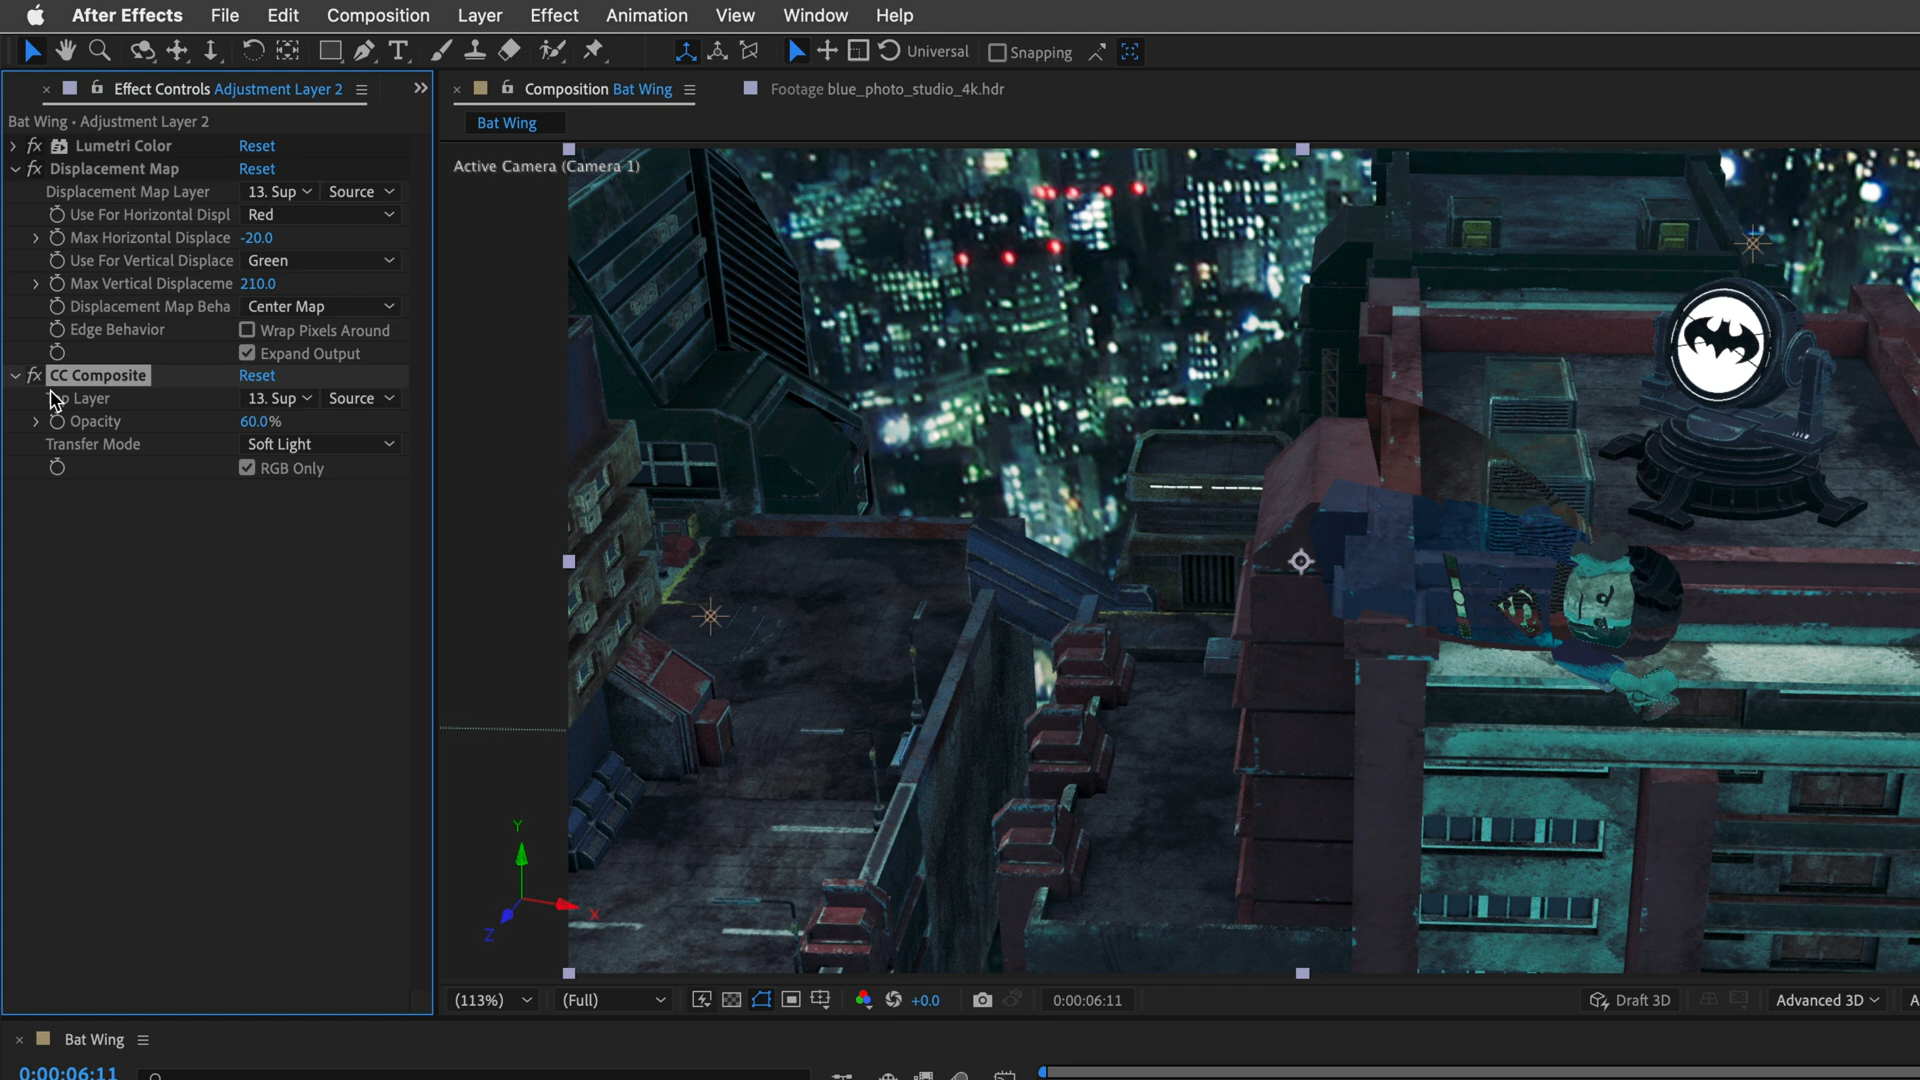 After Effects File Edit Composition Layer Effect Animation View Window Help
Universal Snapping
Effect Controls Adjustment Layer 2
Composition Bat Wing
Footage blue_photo_studio_4k.hdr
Bat Wing • Adjustment Layer 2
Bat Wing
Lumetri Color Reset
Displacement Map Reset
Displacement Map Layer 13. Sup Source
Use For Horizontal Displ Red
Max Horizontal Displace -20.0
Use For Vertical Displace Green
Max Vertical Displaceme 210.0
Displacement Map Beha Center Map
Edge Behavior Wrap Pixels Around
Expand Output
CC Composite Reset
Layer 13. Sup Source
Opacity 60.0%
Transfer Mode Soft Light
RGB Only
Active Camera (Camera 1)
Y
X
Z
(113%) (Full) +0.0 0:00:06:11 Draft 3D Advanced 3D
Bat Wing
0:00:06:11